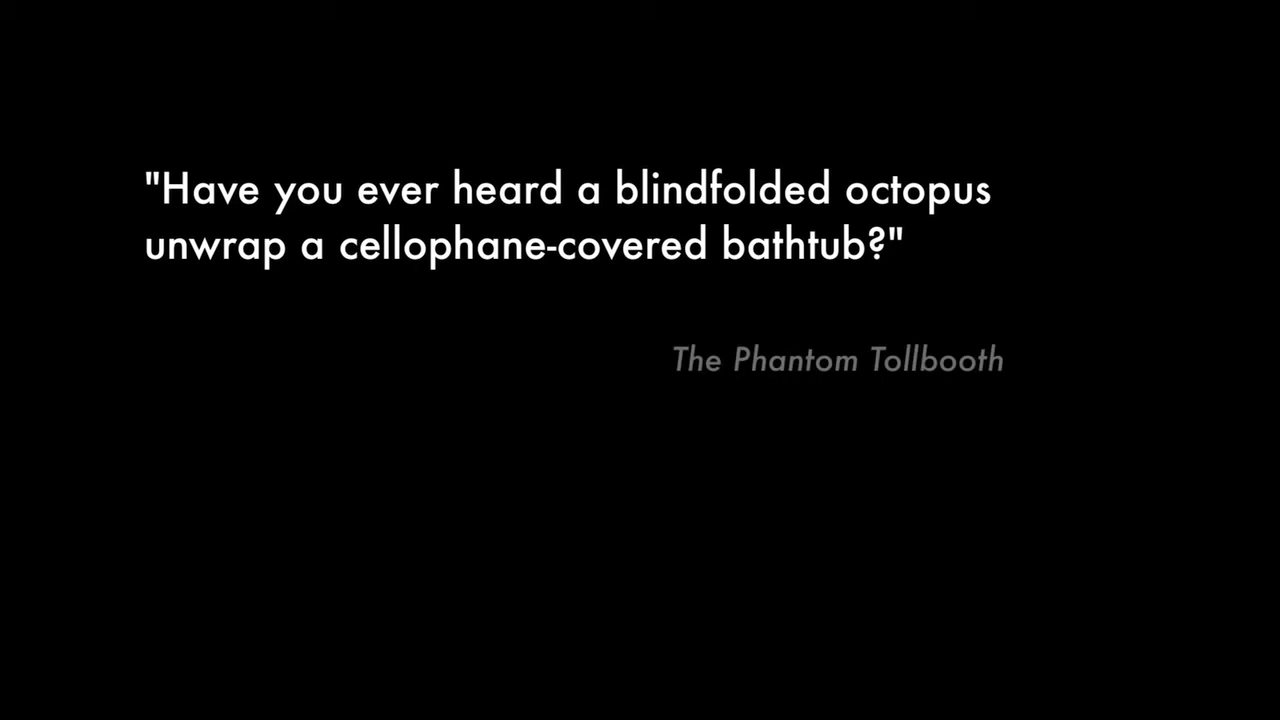 "Have you ever heard a blindfolded octopus
unwrap a cellophane-covered bathtub?"
The Phantom Tollbooth